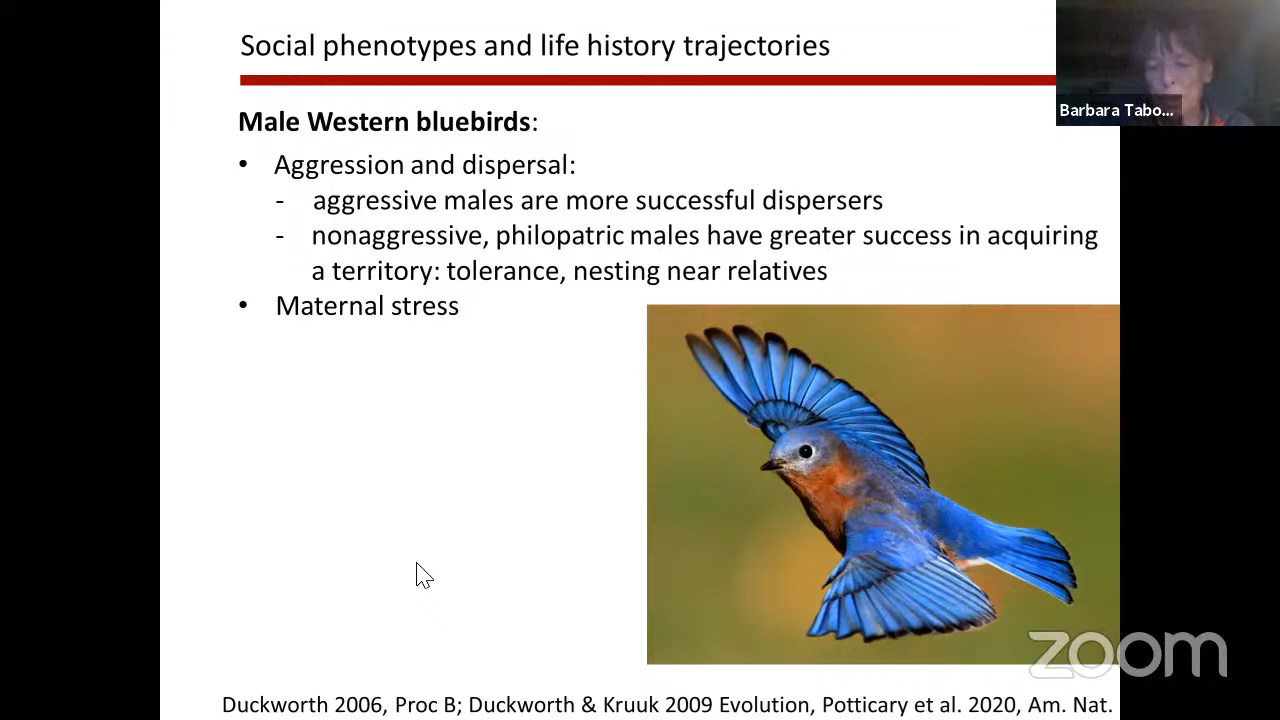 Social phenotypes and life history trajectories
Barbara Tabo...
Male Western bluebirds:
• Aggression and dispersal:
- aggressive males are more successful dispersers
- nonaggressive, philopatric males have greater success in acquiring
a territory: tolerance, nesting near relatives
• Maternal stress
zoom
Duckworth 2006, Proc B; Duckworth & Kruuk 2009 Evolution, Potticary et al. 2020, Am. Nat.